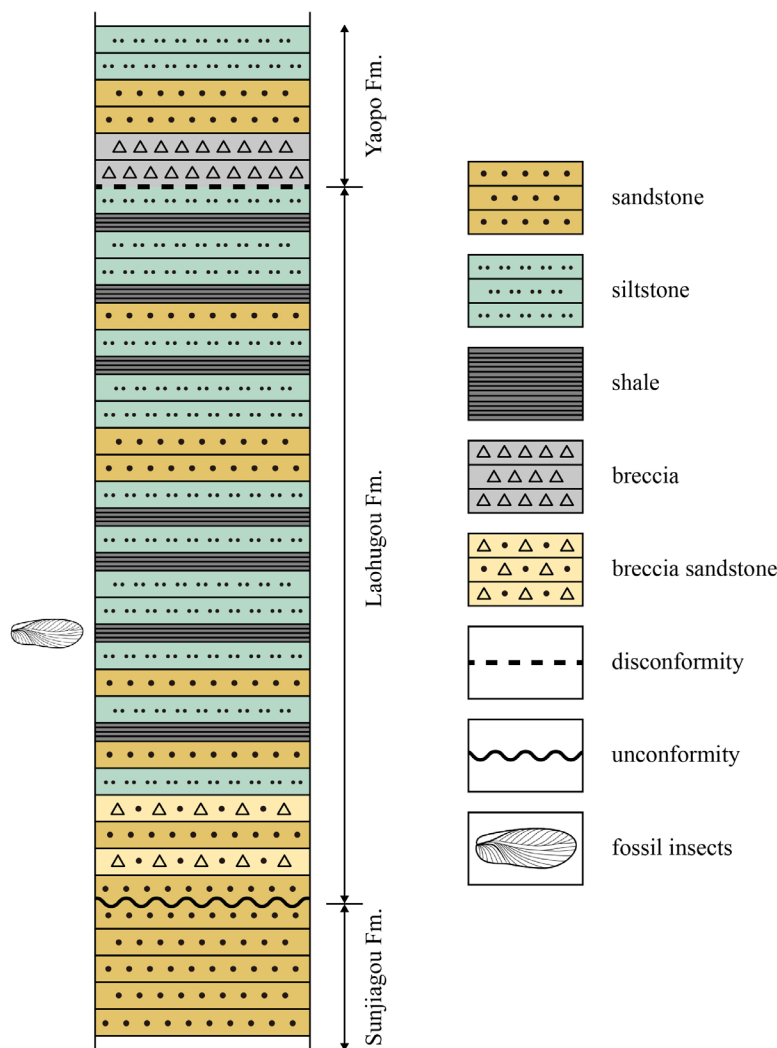 Yaopo Fm.
Laohugou Fm.
Sunjiagou Fm.
sandstone
siltstone
shale
breccia
breccia sandstone
disconformity
unconformity
fossil insects